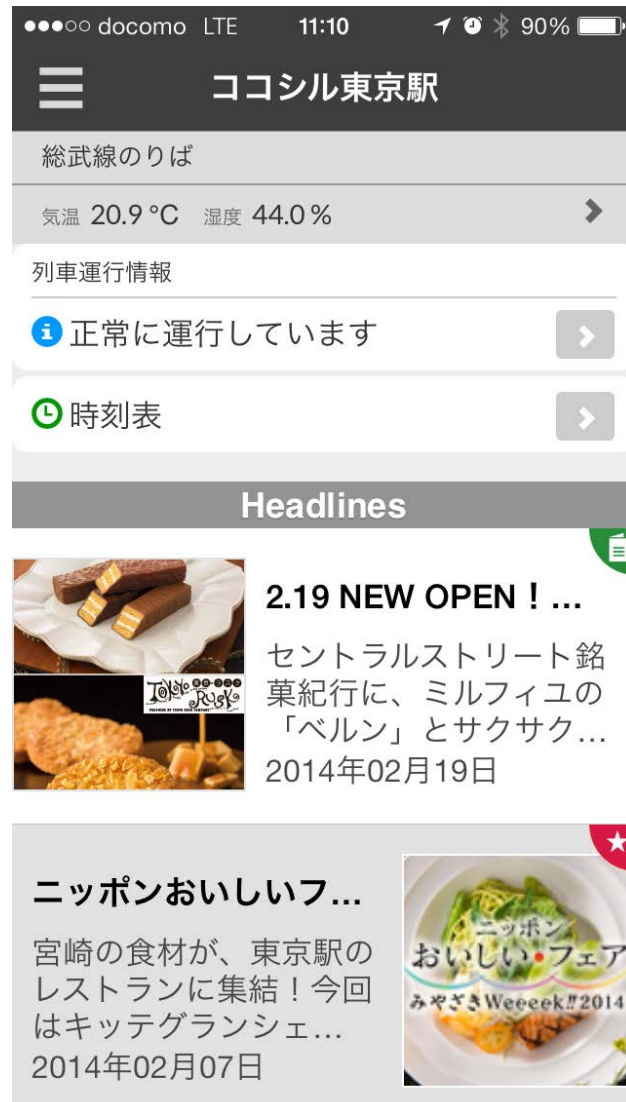 docomo LTE 11:10 90%
ココシル東京駅
総武線のりば
気温 20.9 °C 湿度 44.0 %
列車運行情報
正常に運行しています
時刻表
Headlines
2.19 NEW OPEN！...
セントラルストリート銘
菓紀行に、ミルフィユの
「ベルン」とサクサク...
2014年02月19日
TOKYO RUSK
東京・ラスク
ニッポンおいしいフ...
宮崎の食材が、東京駅の
レストランに集結！今回
はキッテグランシェ...
2014年02月07日
ニッポン
おいしい・フェア
みやざきWeeeek!!2014